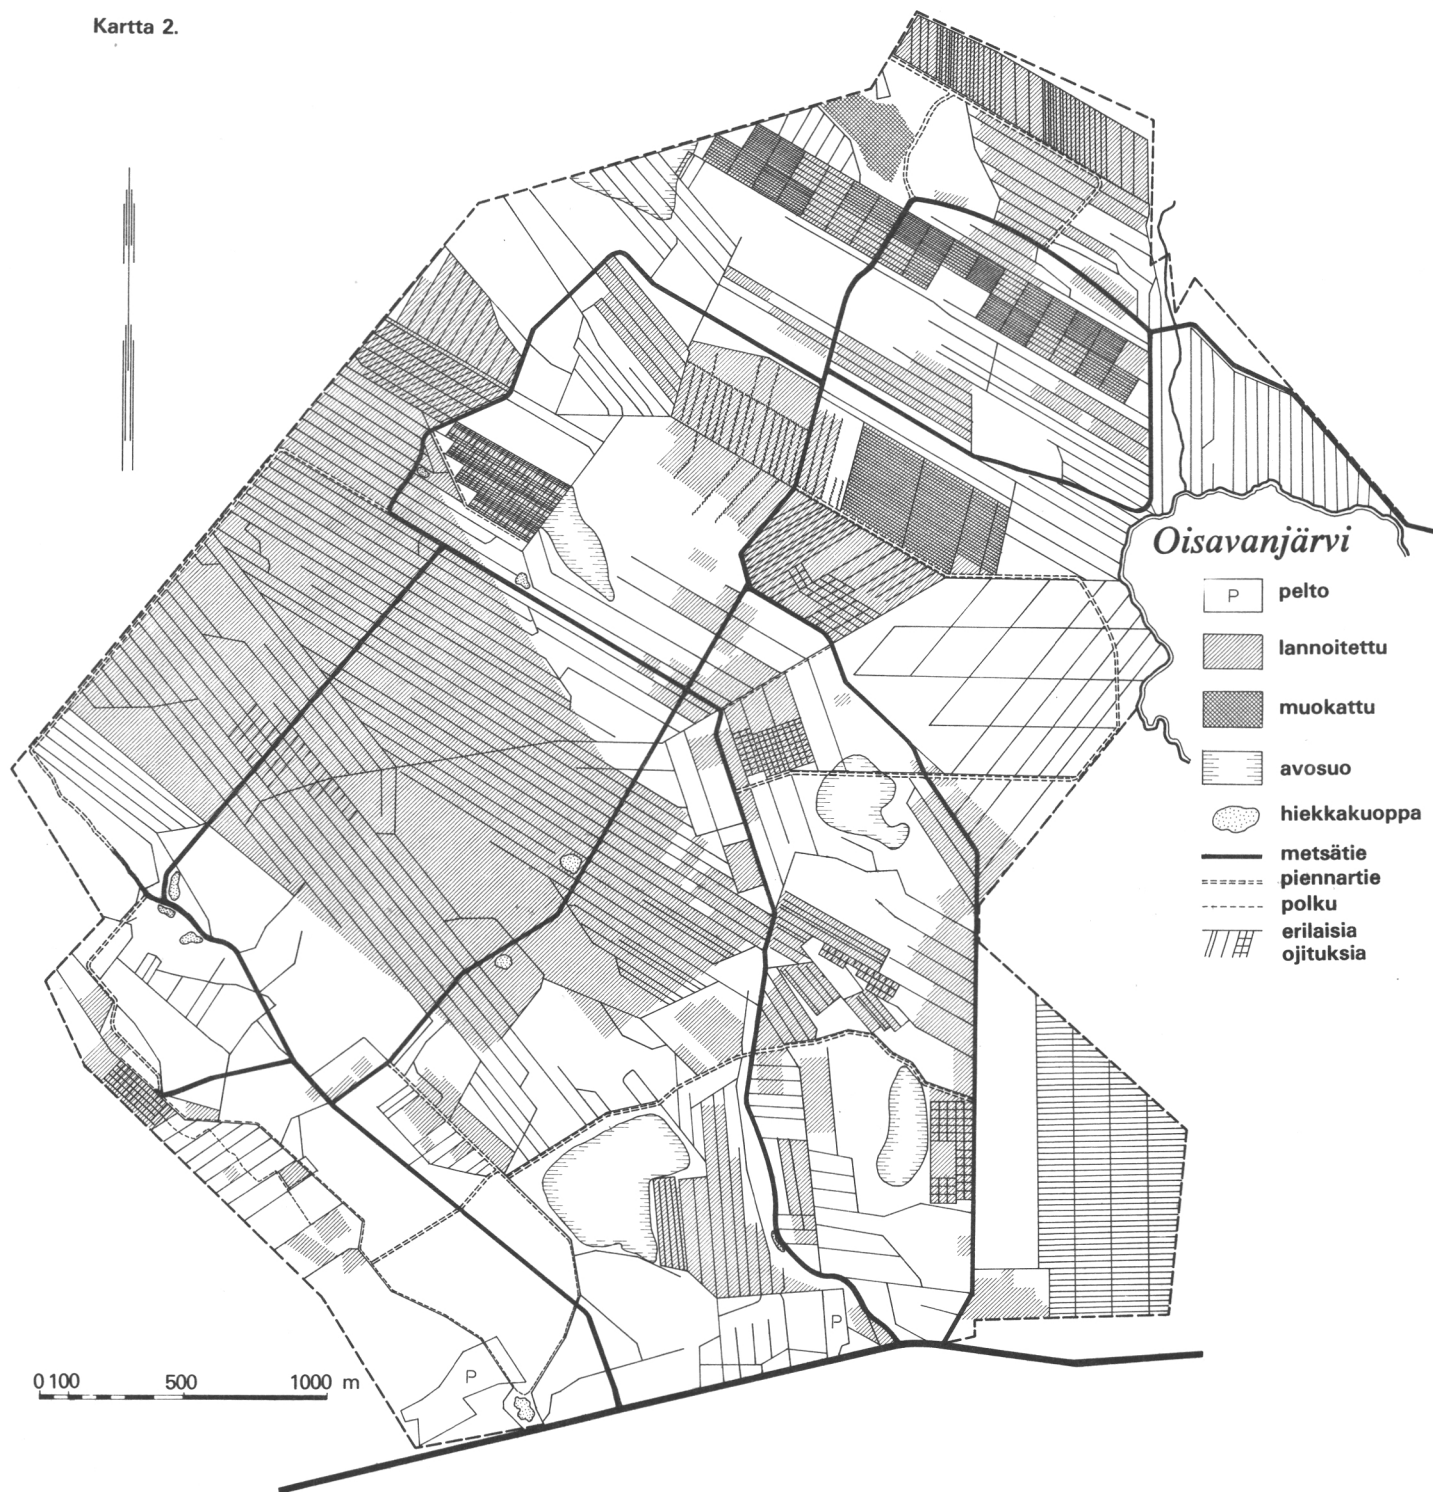 Kartta 2.
Oisavanjärvi
P pelto
lannoitettu
muokattu
avosuo
hiekkakuoppa
metsätie
piennartie
polku
erilaisia
ojituksia
P
P
0 100 500 1000 m